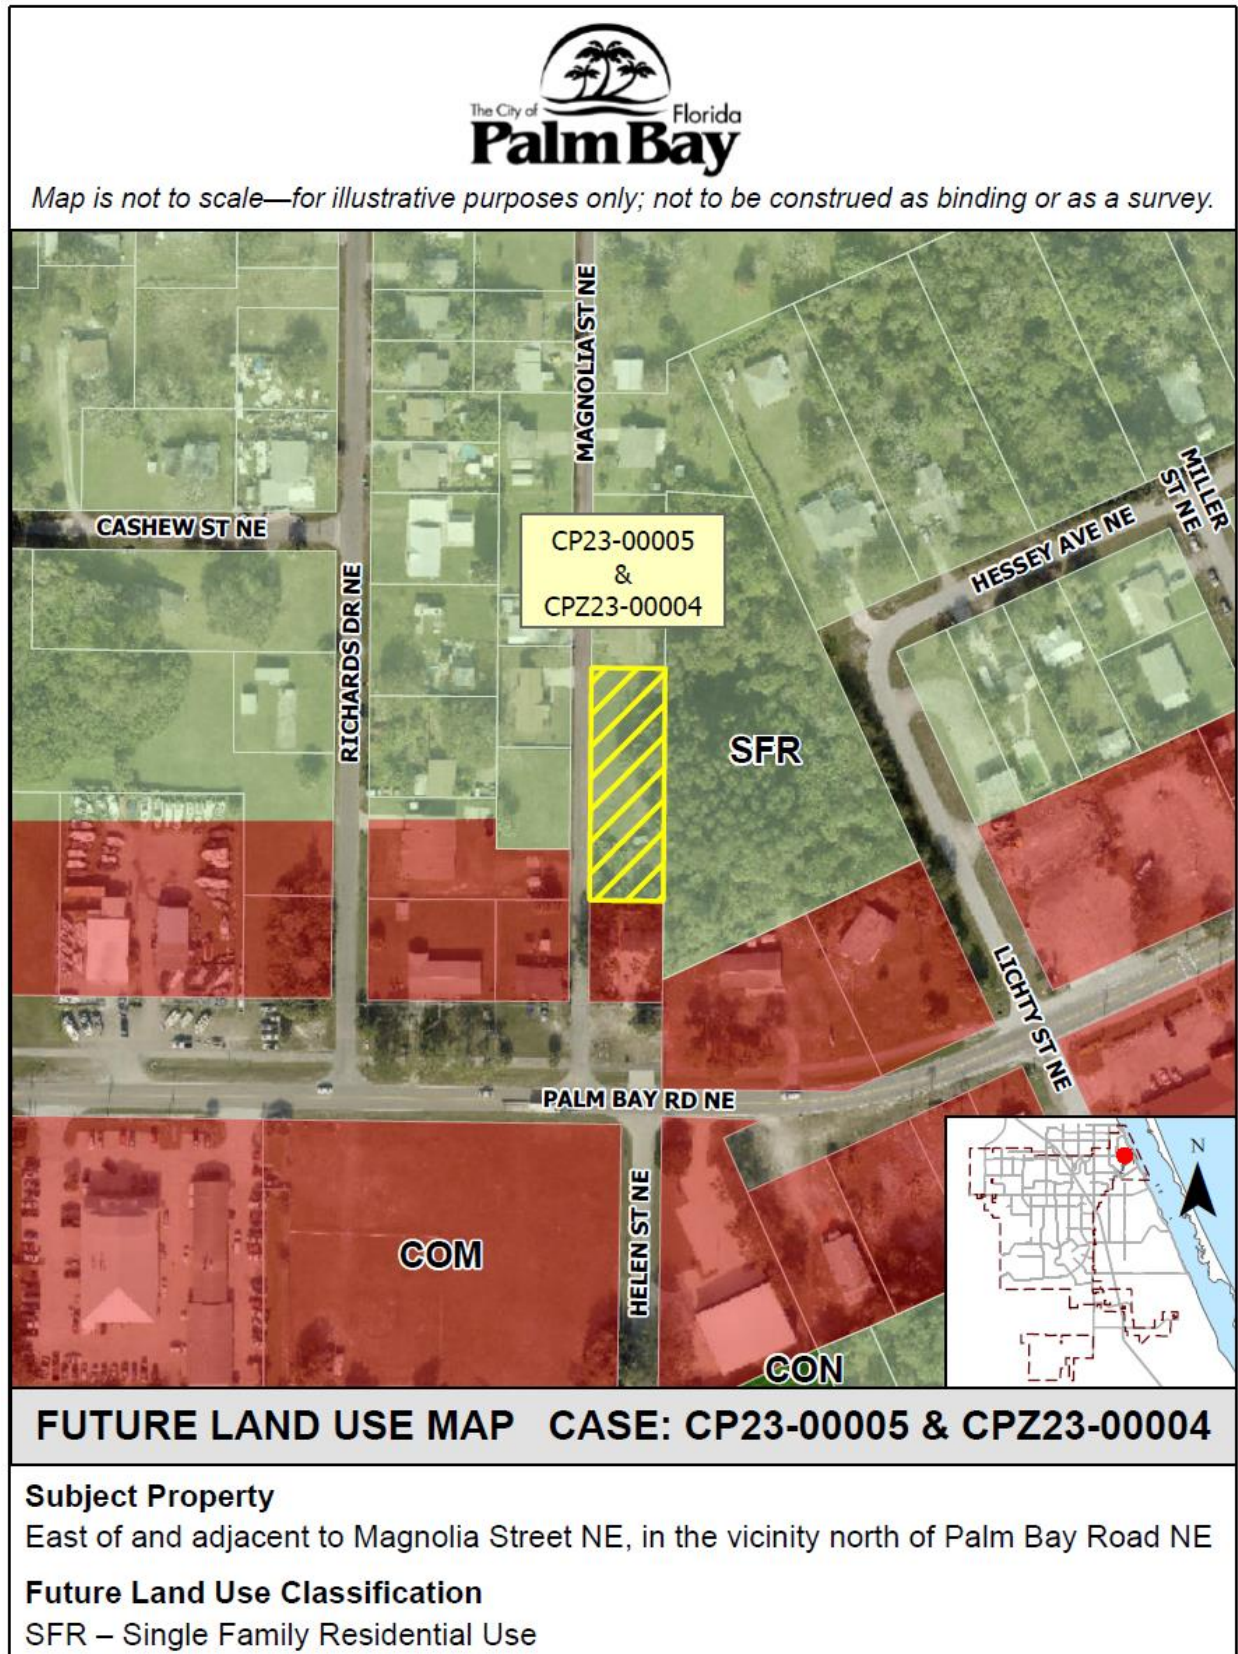 The City of Florida
Palm Bay
Map is not to scale—for illustrative purposes only; not to be construed as binding or as a survey.
MAGNOLIA ST NE
MILLER
ST NE
CASHEW ST NE
HESSEY AVE NE
CP23-00005
&
CPZ23-00004
RICHARDS DR NE
SFR
LICHTY ST NE
PALM BAY RD NE
HELEN ST NE
COM
CON
N
FUTURE LAND USE MAP CASE: CP23-00005 & CPZ23-00004
Subject Property
East of and adjacent to Magnolia Street NE, in the vicinity north of Palm Bay Road NE
Future Land Use Classification
SFR – Single Family Residential Use